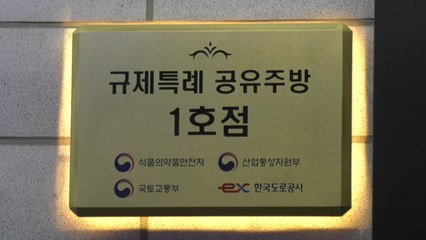 규제특례 공유주방
1호점
식품의약품안전처 산업통상자원부
국토교통부 ex 한국도로공사